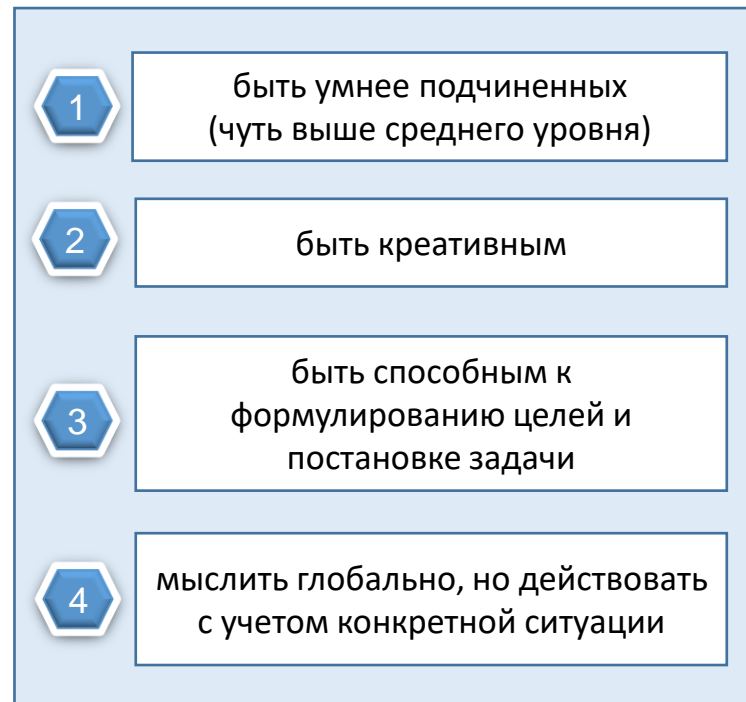 1
быть умнее подчиненных
(чуть выше среднего уровня)
2
быть креативным
3
быть способным к
формулированию целей и
постановке задачи
4
мыслить глобально, но действовать
с учетом конкретной ситуации